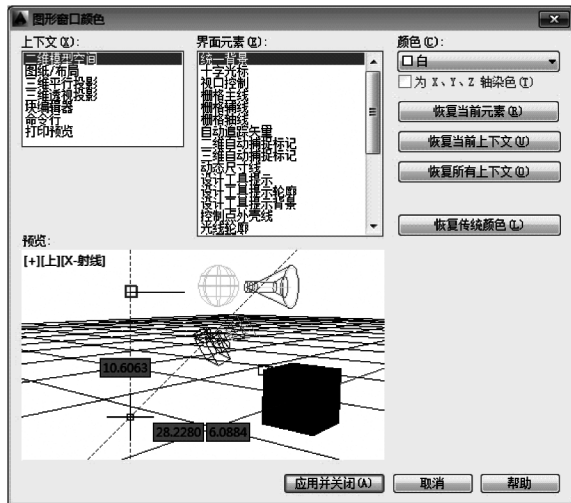 图形窗口颜色
上下文(X):
二维模型空间
图纸/布局
三维平行投影
三维透视投影
块编辑器
命令行
打印预览
界面元素(E):
统一背景
十字光标
视口控制
栅格主线
栅格辅线
栅格轴线
自动追踪矢量
二维自动捕捉标记
三维自动捕捉标记
动态尺寸线
设计工具提示
设计工具提示轮廓
设计工具提示背景
控制点外壳线
光线轮廓
颜色(C):
白
为 X、Y、Z 轴染色(T)
恢复当前元素(R)
恢复当前上下文(U)
恢复所有上下文(O)
恢复传统颜色(L)
预览:
[+][上][X-射线]
10.6063
28.2280 6.0884
应用并关闭(A) 取消 帮助